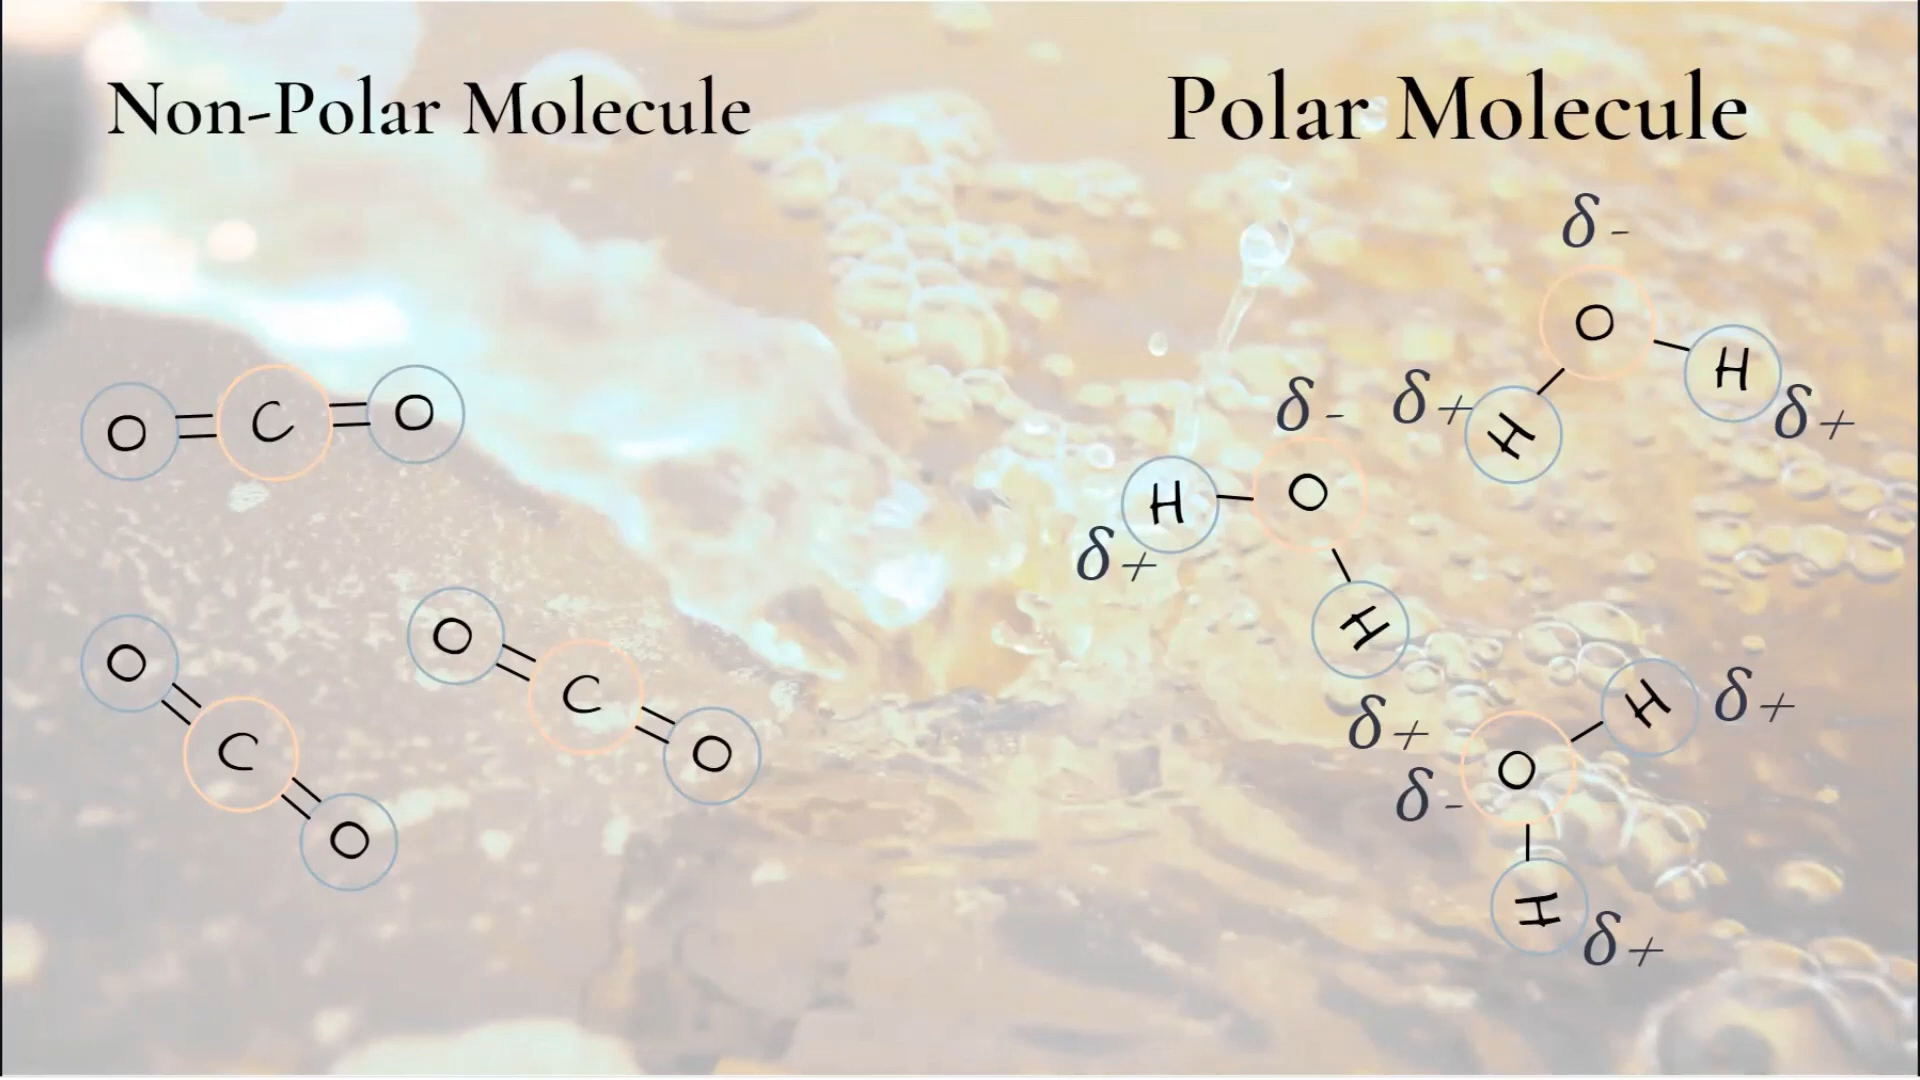 Non-Polar Molecule
Polar Molecule
O = C = O
O = C = O
O = C = O
δ-
O - H δ+
δ+ H
δ-
H - O
δ+
H
δ+
H δ+
O
δ-
H
δ+